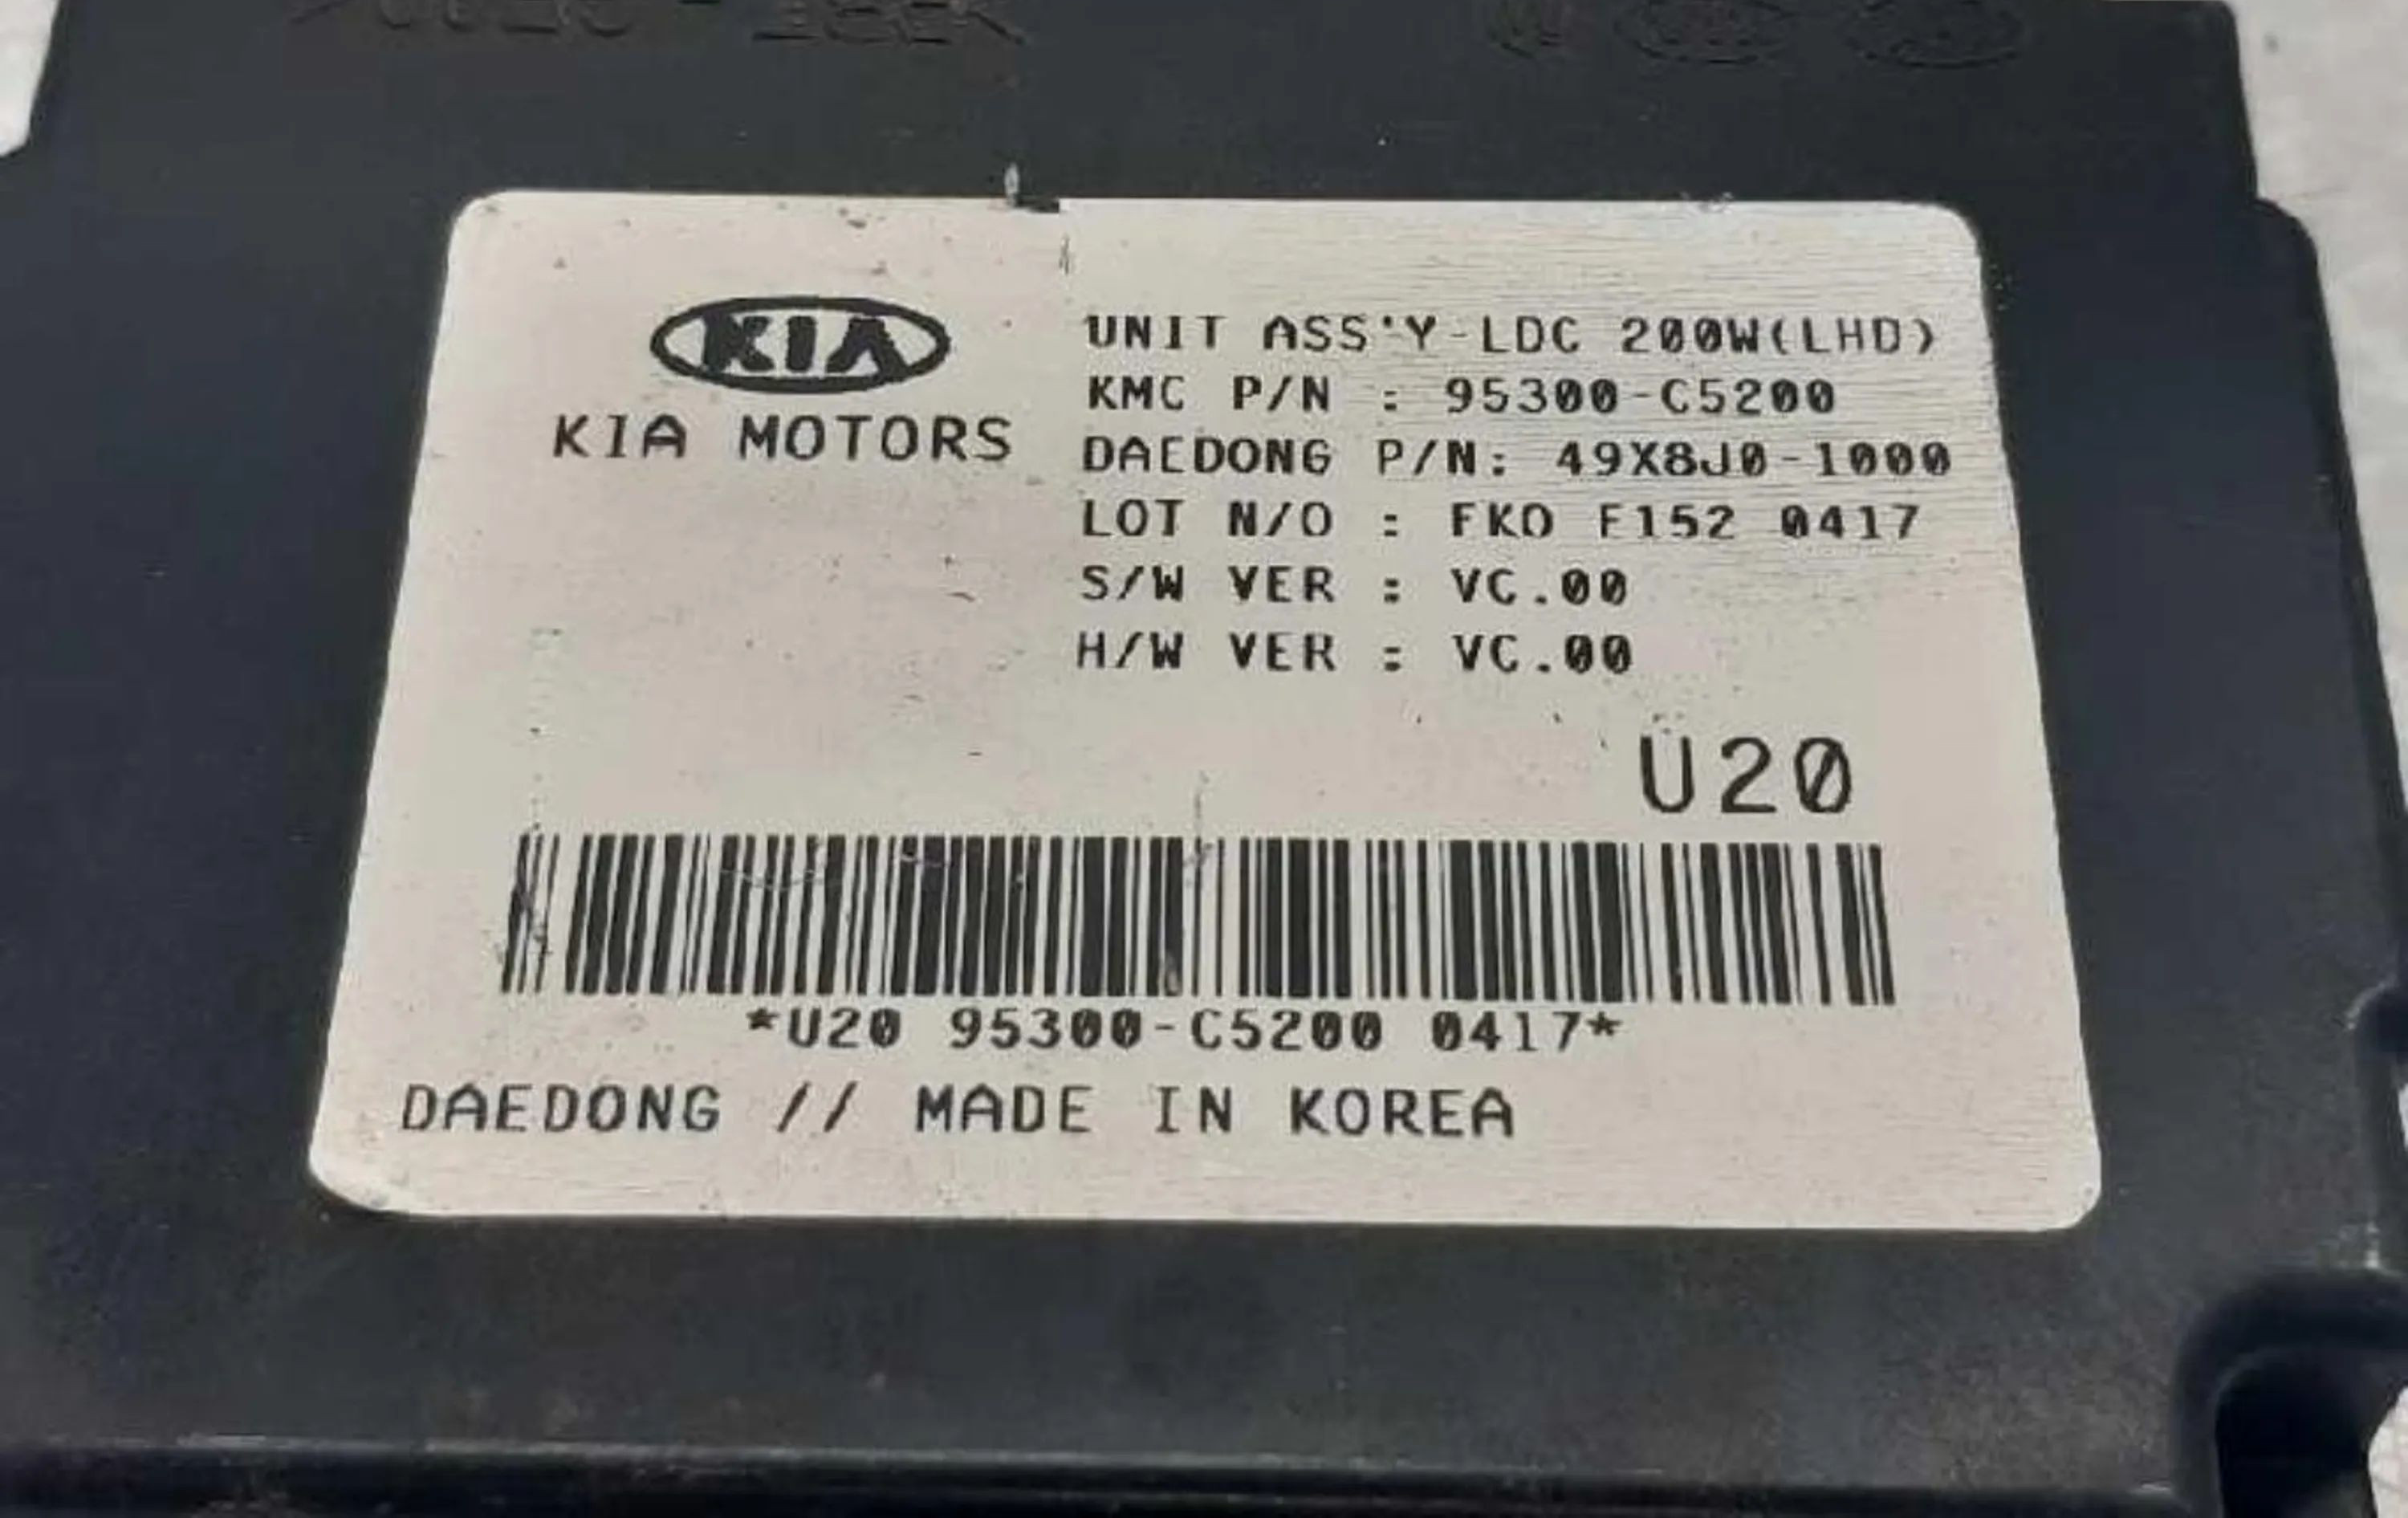 KIA
KIA MOTORS
UNIT ASS'Y-LDC 200W(LHD)
KMC P/N : 95300-C5200
DAEDONG P/N: 49X8J0-1000
LOT N/O : FKO F152 0417
S/W VER : VC.00
H/W VER : VC.00
U20
*U20 95300-C5200 0417*
DAEDONG // MADE IN KOREA